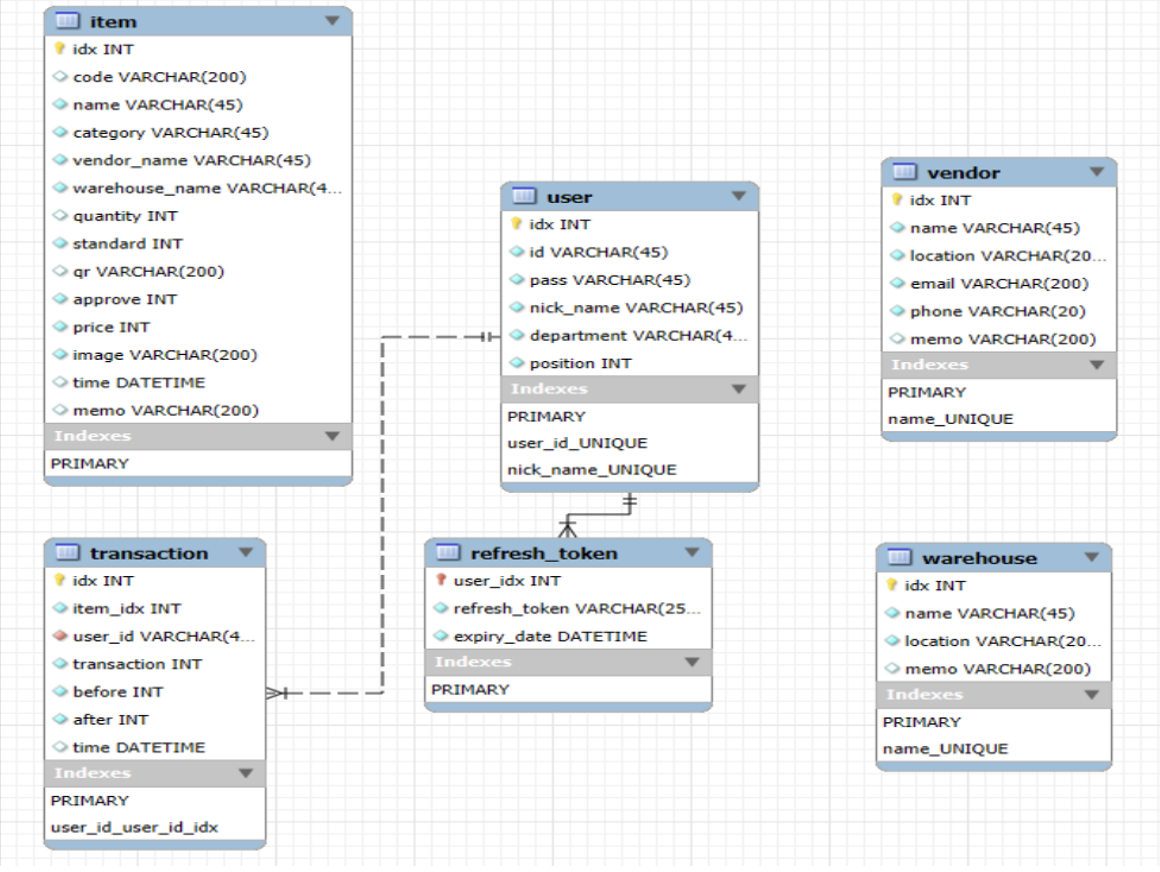 item
idx INT
code VARCHAR(200)
name VARCHAR(45)
category VARCHAR(45)
vendor_name VARCHAR(45)
warehouse_name VARCHAR(4...
quantity INT
standard INT
qr VARCHAR(200)
approve INT
price INT
image VARCHAR(200)
time DATETIME
memo VARCHAR(200)
Indexes
PRIMARY
user
idx INT
id VARCHAR(45)
pass VARCHAR(45)
nick_name VARCHAR(45)
department VARCHAR(4...
position INT
Indexes
PRIMARY
user_id_UNIQUE
nick_name_UNIQUE
vendor
idx INT
name VARCHAR(45)
location VARCHAR(20...
email VARCHAR(200)
phone VARCHAR(20)
memo VARCHAR(200)
Indexes
PRIMARY
name_UNIQUE
transaction
idx INT
item_idx INT
user_id VARCHAR(4...
transaction INT
before INT
after INT
time DATETIME
Indexes
PRIMARY
user_id_user_id_idx
refresh_token
user_idx INT
refresh_token VARCHAR(25...
expiry_date DATETIME
Indexes
PRIMARY
warehouse
idx INT
name VARCHAR(45)
location VARCHAR(20...
memo VARCHAR(200)
Indexes
PRIMARY
name_UNIQUE